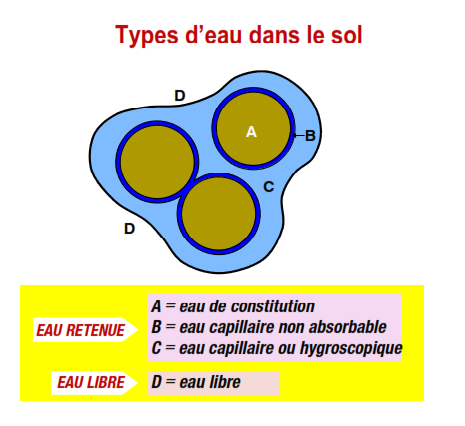 Types d'eau dans le sol
D
A
B
C
D
EAU RETENUE
A = eau de constitution
B = eau capillaire non absorbable
C = eau capillaire ou hygroscopique
EAU LIBRE
D = eau libre